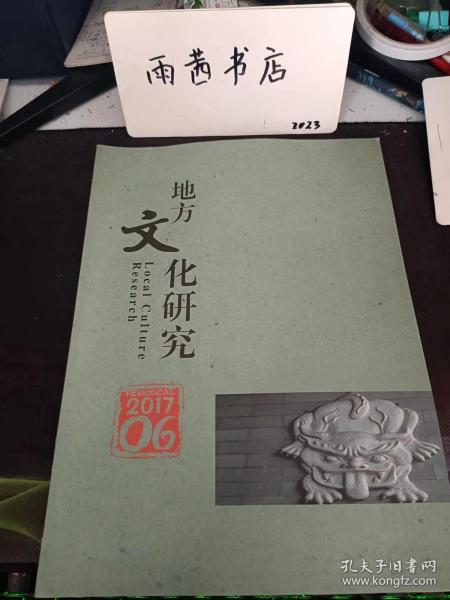 雨茜书店
2023
地方
文化研究
Local Culture
Research
PERIODICAL
2017
06
孔夫子旧书网
www.kongfz.com